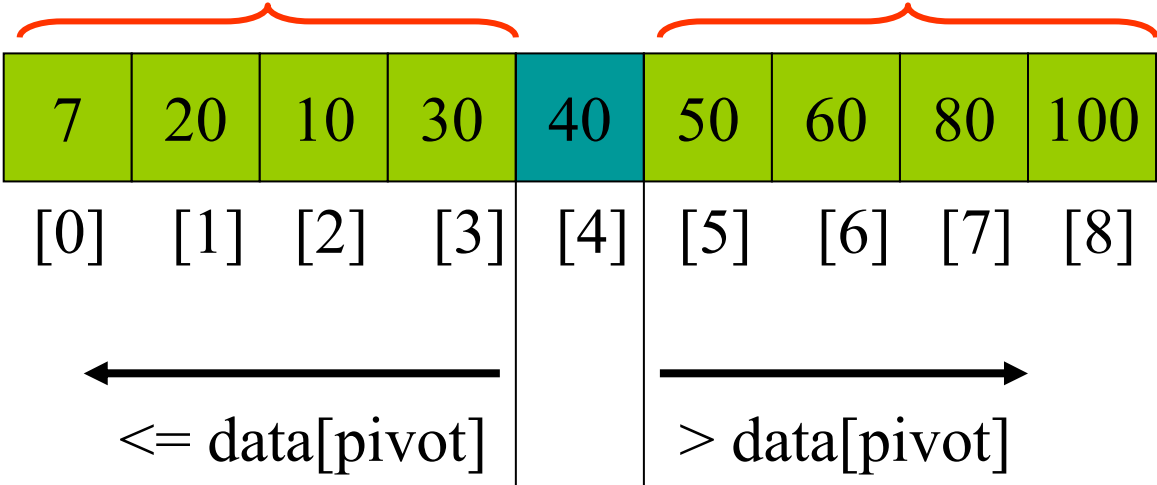 7 20 10 30 40 50 60 80 100
[0] [1] [2] [3] [4] [5] [6] [7] [8]
<= data[pivot] > data[pivot]